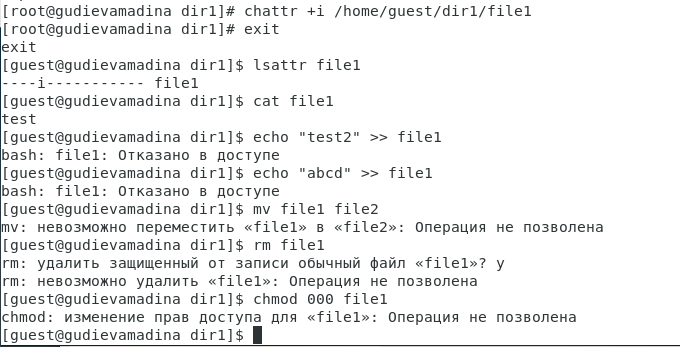 [root@gudievamadina dir1]# chattr +i /home/guest/dir1/file1
[root@gudievamadina dir1]# exit
exit
[guest@gudievamadina dir1]$ lsattr file1
----i----------- file1
[guest@gudievamadina dir1]$ cat file1
test
[guest@gudievamadina dir1]$ echo "test2" >> file1
bash: file1: Отказано в доступе
[guest@gudievamadina dir1]$ echo "abcd" >> file1
bash: file1: Отказано в доступе
[guest@gudievamadina dir1]$ mv file1 file2
mv: невозможно переместить «file1» в «file2»: Операция не позволена
[guest@gudievamadina dir1]$ rm file1
rm: удалить защищенный от записи обычный файл «file1»? y
rm: невозможно удалить «file1»: Операция не позволена
[guest@gudievamadina dir1]$ chmod 000 file1
chmod: изменение прав доступа для «file1»: Операция не позволена
[guest@gudievamadina dir1]$